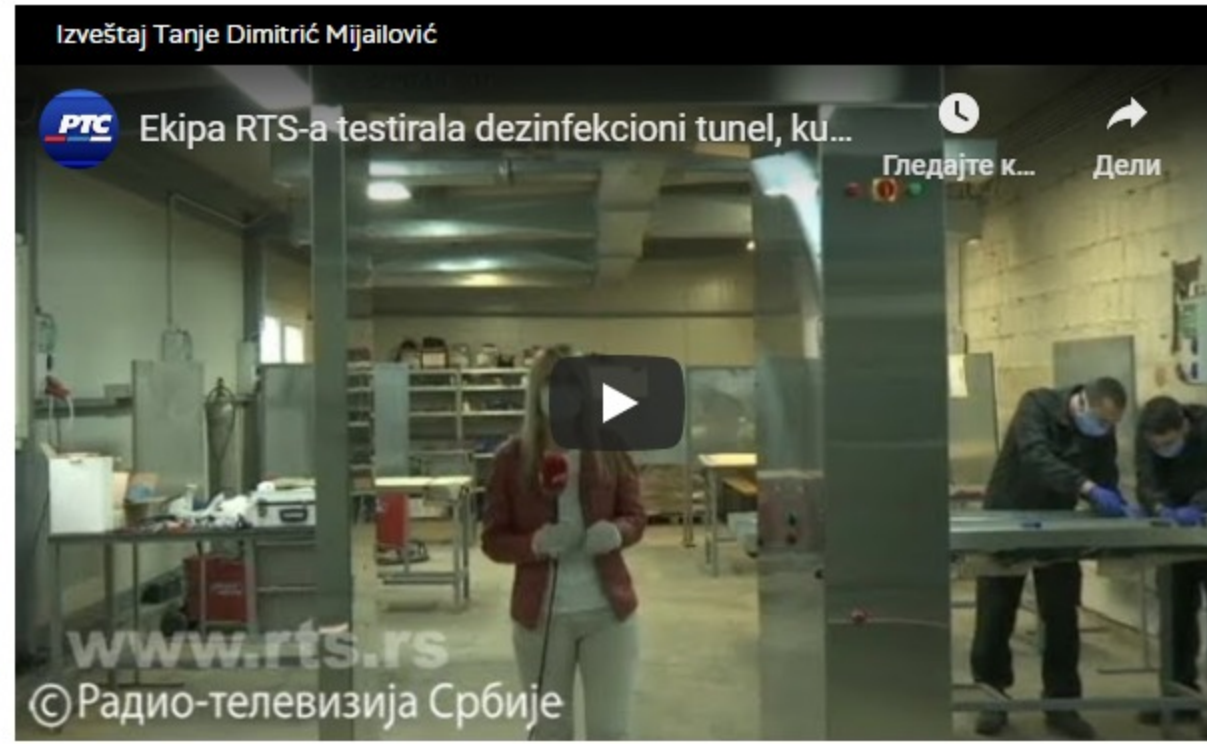 Izveštaj Tanje Dimitrić Mijailović
РТС
Ekipa RTS-a testirala dezinfekcioni tunel, ku...
Гледајте к...
Дели
www.rts.rs
©Радио-телевизија Србије